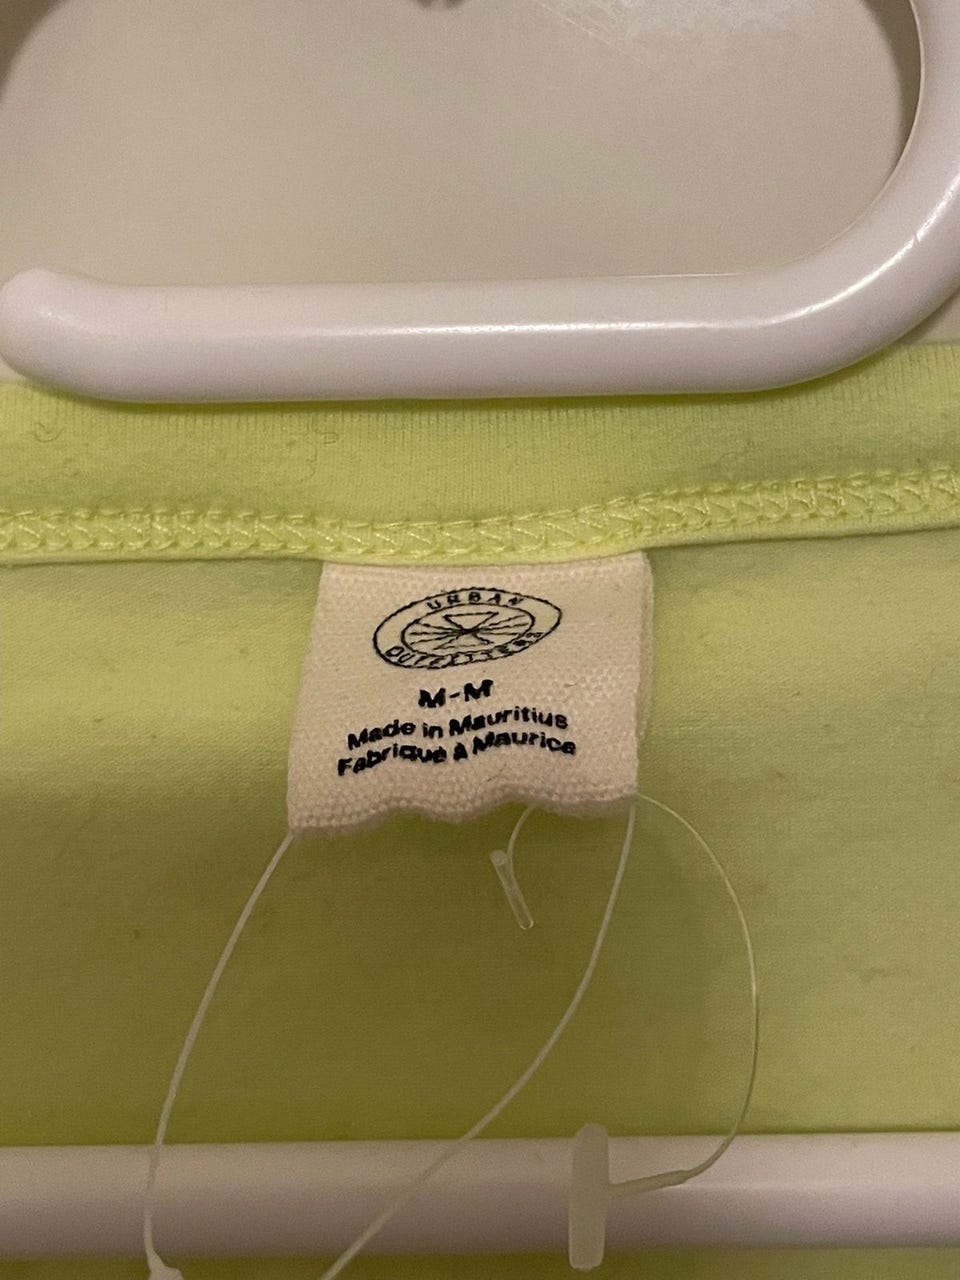 URBAN
OUTFITTERS
M-M
Made in Mauritius
Fabriqué à Maurice